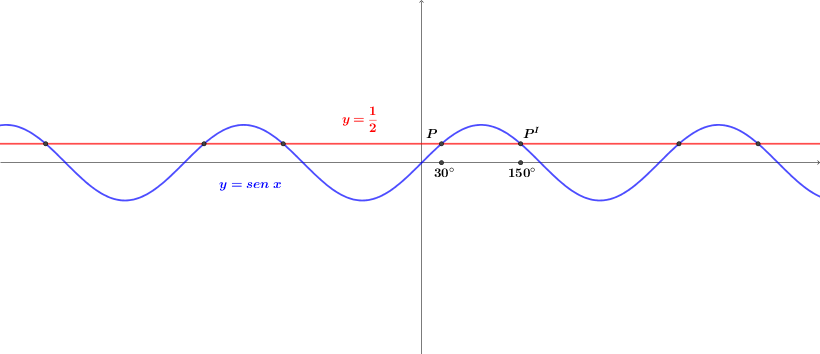 y = 1/2
P
P^I
y = sen x
30°
150°